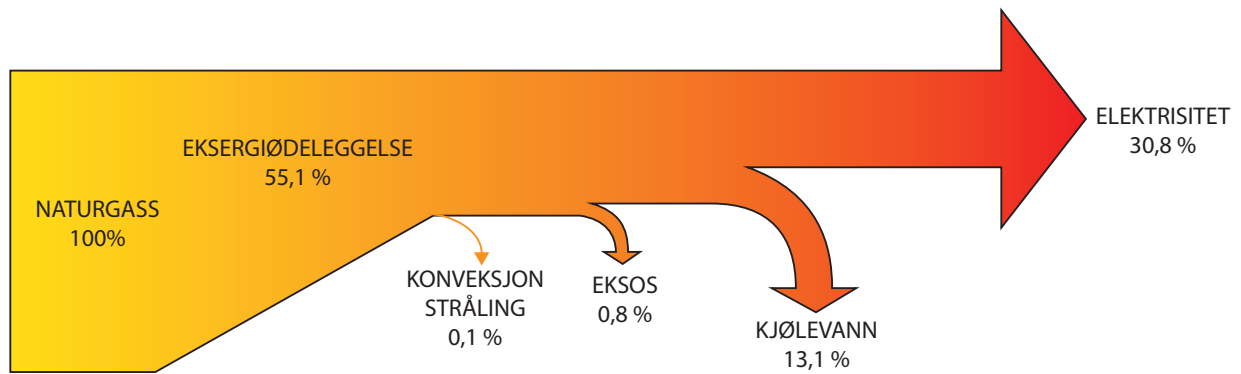 NATURGASS
100%
EKSERGIØDELEGGELSE
55,1 %
KONVEKSJON
STRÅLING
0,1 %
EKSOS
0,8 %
KJØLEVANN
13,1 %
ELEKTRISITET
30,8 %